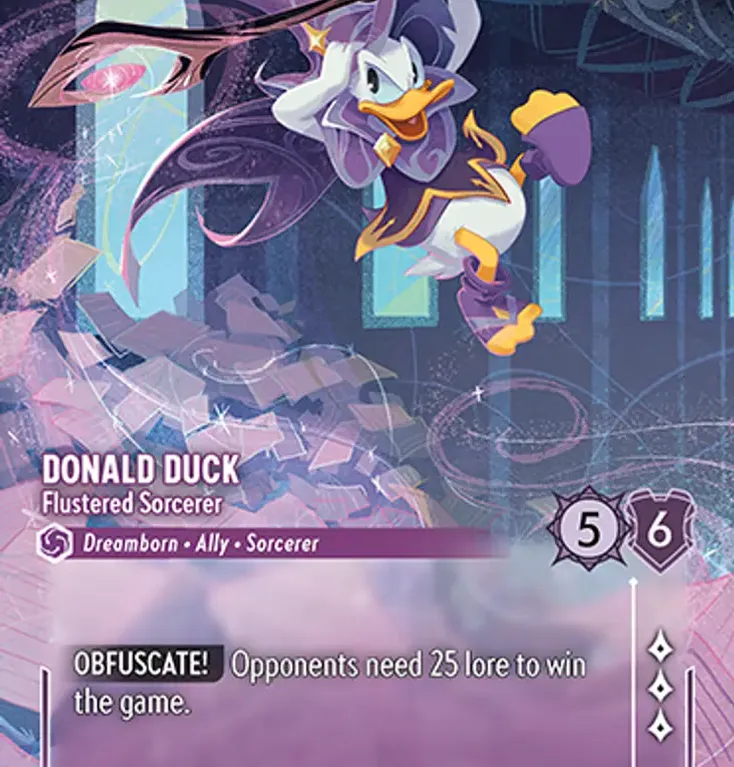 DONALD DUCK
Flustered Sorcerer
Dreamborn • Ally • Sorcerer
5 6
OBFUSCATE! Opponents need 25 lore to win
the game.